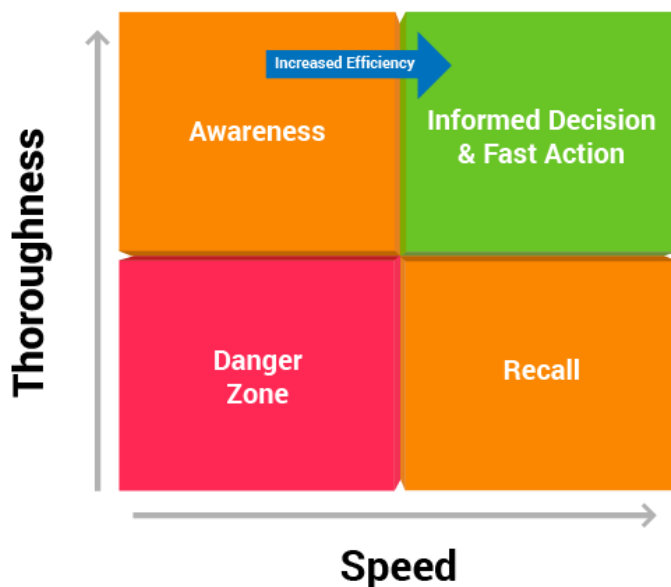 Increased Efficiency
Awareness
Informed Decision
& Fast Action
Thoroughness
Danger
Zone
Recall
Speed